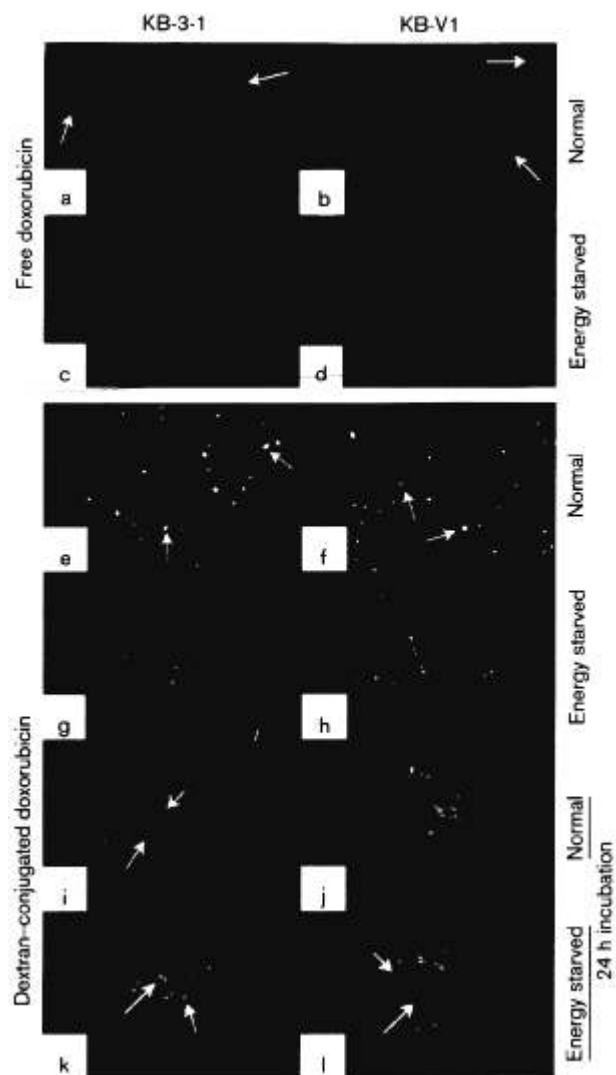 KB-3-1 KB-V1
Free doxorubicin
a
b
Normal
c
d
Energy starved
Dextran-conjugated doxorubicin
e
f
Normal
g
h
Energy starved
i
j
Normal
k
l
Energy starved
24 h incubation